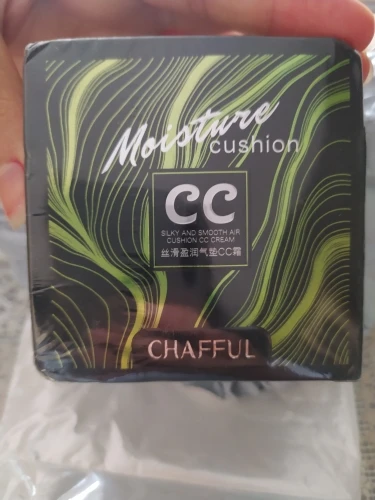 Moisture
cushion
CC
SILKY AND SMOOTH AIR
CUSHION CC CREAM
丝滑盈润气垫CC霜
CHAFFUL